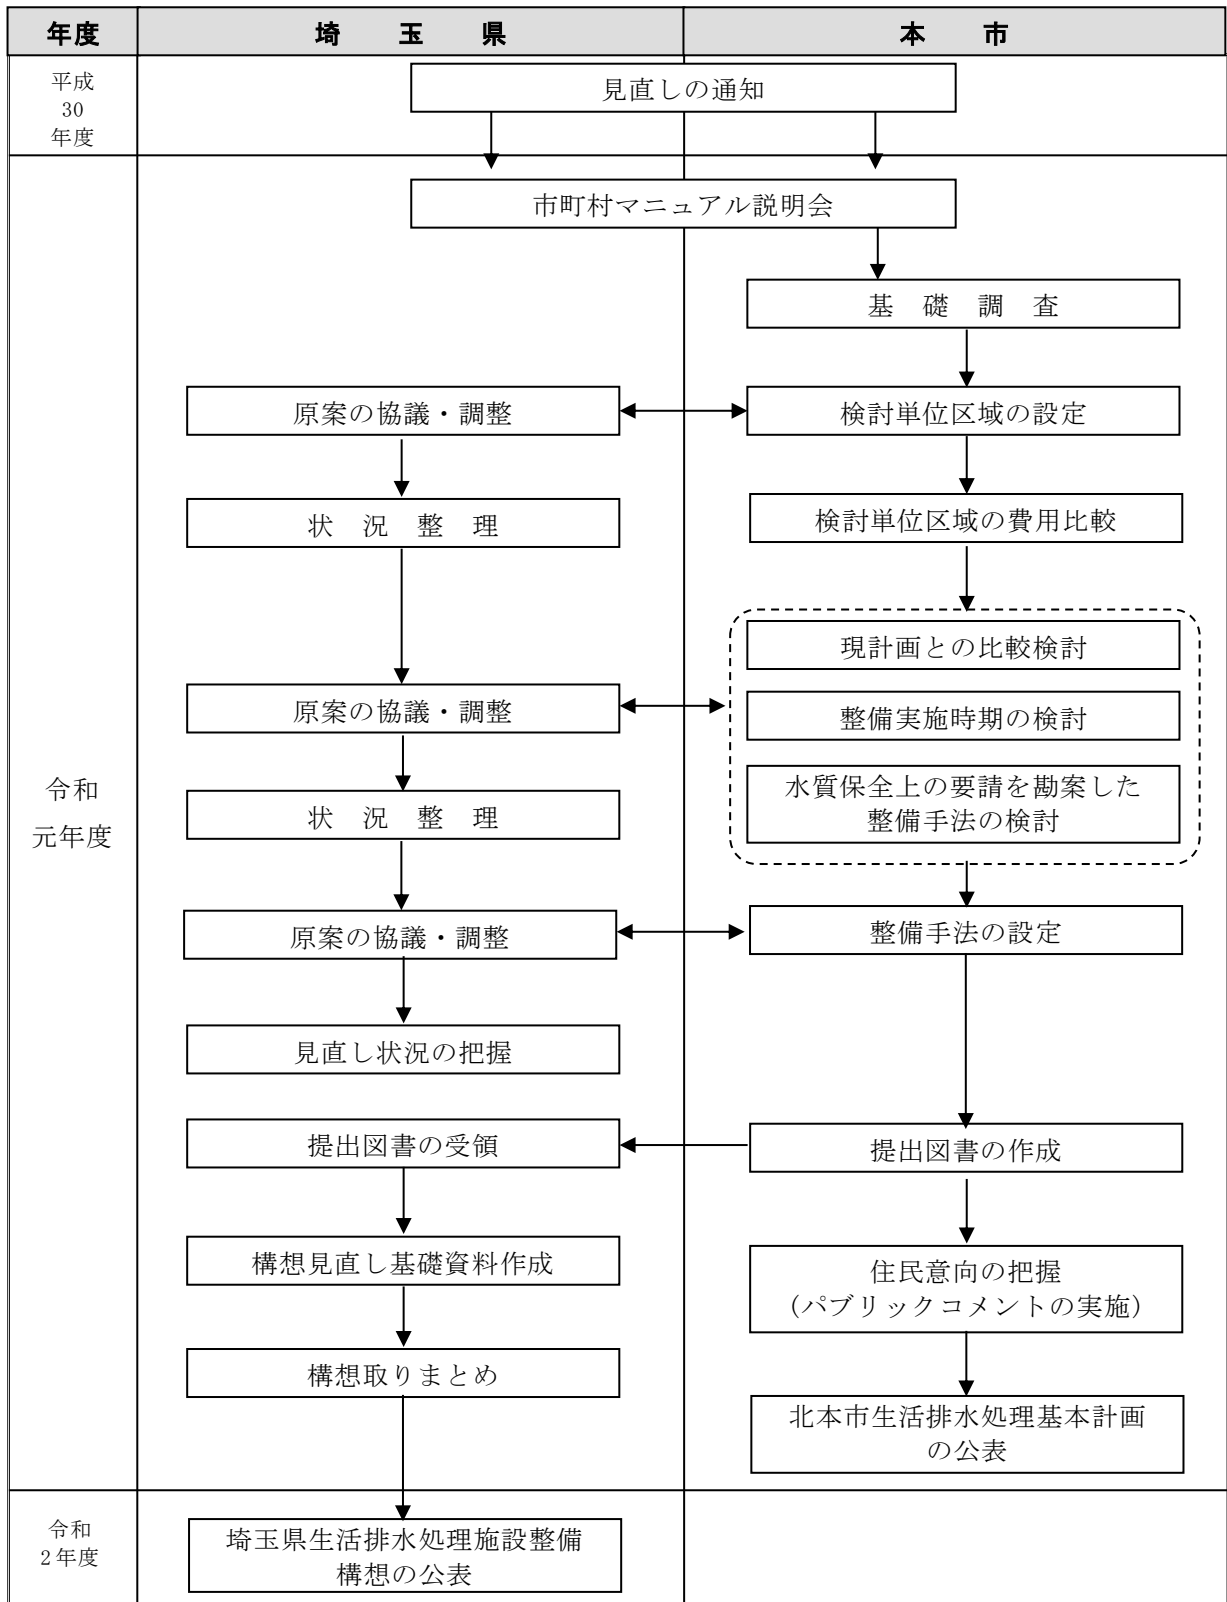 年度
埼 玉 県
本 市
平成
30
年度
見直しの通知
令和
元年度
市町村マニュアル説明会
基 礎 調 査
原案の協議・調整
検討単位区域の設定
状 況 整 理
検討単位区域の費用比較
現計画との比較検討
原案の協議・調整
整備実施時期の検討
状 況 整 理
水質保全上の要請を勘案した
整備手法の検討
原案の協議・調整
整備手法の設定
見直し状況の把握
提出図書の受領
提出図書の作成
構想見直し基礎資料作成
住民意向の把握
(パブリックコメントの実施)
構想取りまとめ
北本市生活排水処理基本計画
の公表
令和
2年度
埼玉県生活排水処理施設整備
構想の公表